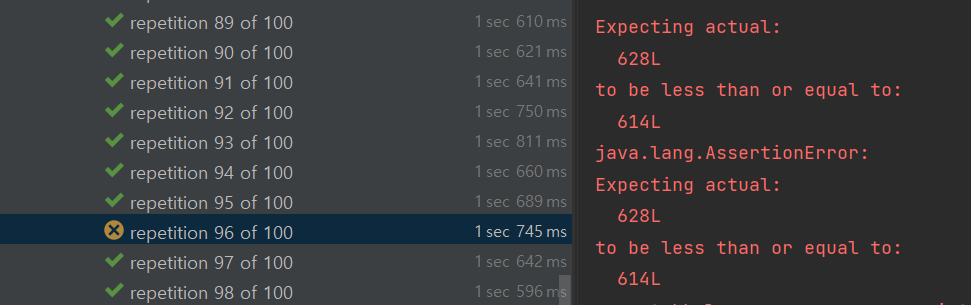 repetition 89 of 100 1 sec 610 ms
repetition 90 of 100 1 sec 621 ms
repetition 91 of 100 1 sec 641 ms
repetition 92 of 100 1 sec 750 ms
repetition 93 of 100 1 sec 811 ms
repetition 94 of 100 1 sec 660 ms
repetition 95 of 100 1 sec 689 ms
repetition 96 of 100 1 sec 745 ms
repetition 97 of 100 1 sec 642 ms
repetition 98 of 100 1 sec 596 ms
Expecting actual:
628L
to be less than or equal to:
614L
java.lang.AssertionError:
Expecting actual:
628L
to be less than or equal to:
614L